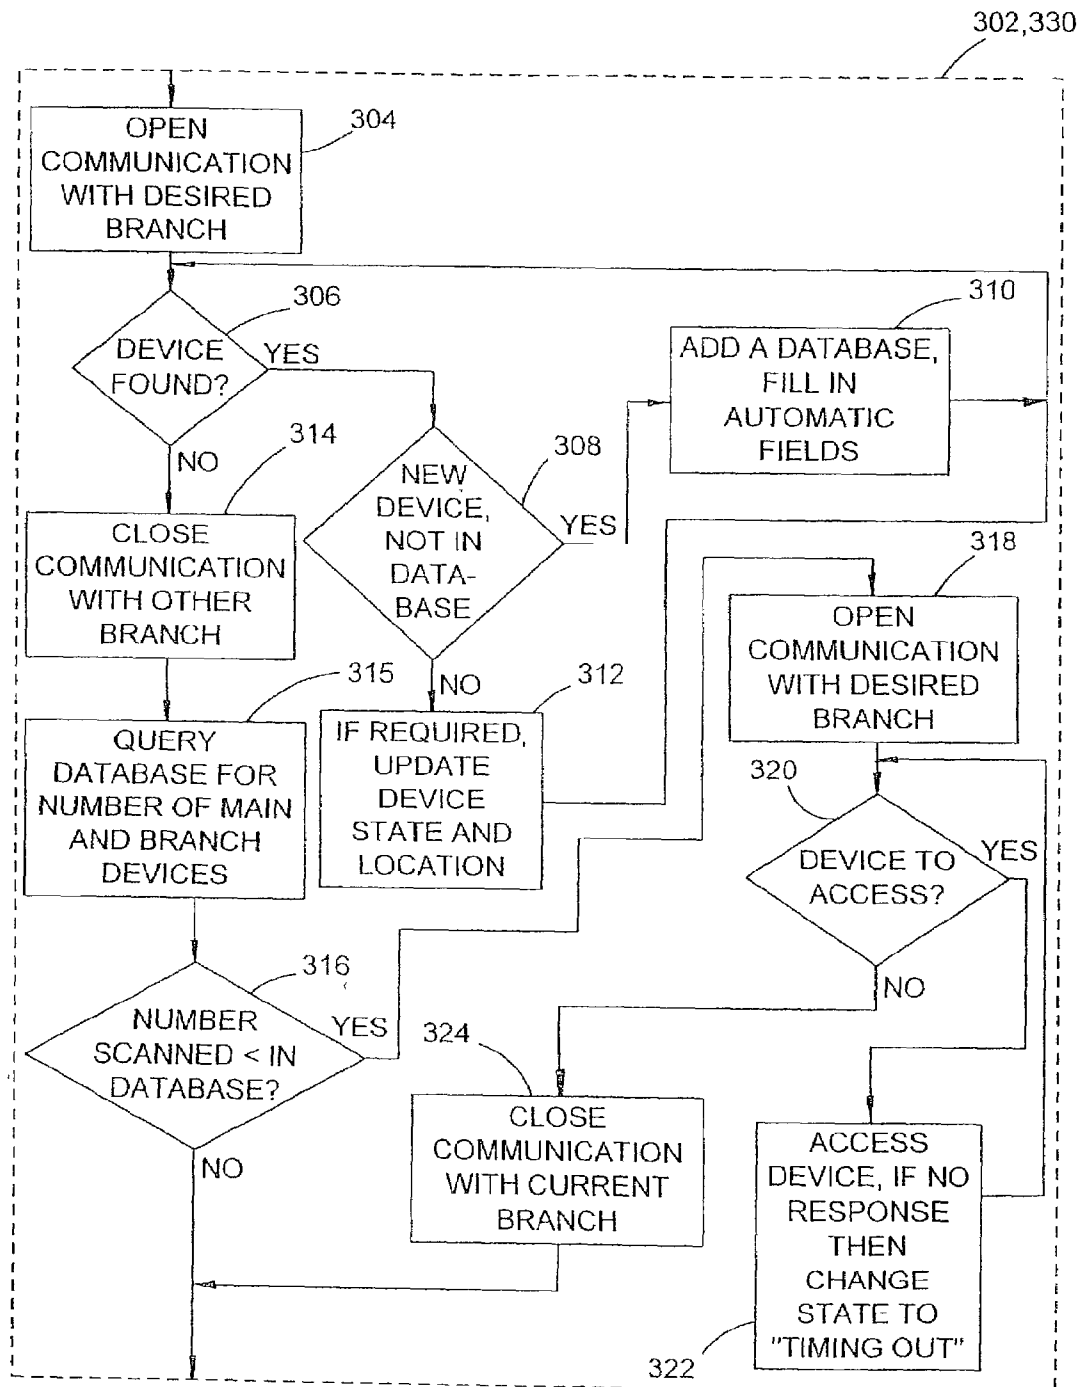 302,330
304
OPEN
COMMUNICATION
WITH DESIRED
BRANCH
306
DEVICE
FOUND?
YES
NO
310
ADD A DATABASE,
FILL IN
AUTOMATIC
FIELDS
308
NEW
DEVICE,
NOT IN
DATA-
BASE
YES
NO
314
CLOSE
COMMUNICATION
WITH OTHER
BRANCH
312
IF REQUIRED,
UPDATE
DEVICE
STATE AND
LOCATION
315
QUERY
DATABASE FOR
NUMBER OF MAIN
AND BRANCH
DEVICES
316
NUMBER
SCANNED < IN
DATABASE?
YES
NO
318
OPEN
COMMUNICATION
WITH DESIRED
BRANCH
320
DEVICE TO
ACCESS?
YES
NO
324
CLOSE
COMMUNICATION
WITH CURRENT
BRANCH
ACCESS
DEVICE, IF NO
RESPONSE
THEN
CHANGE
STATE TO
"TIMING OUT"
322